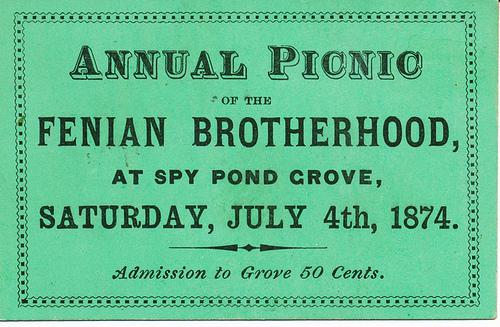 ANNUAL PICNIC
OF THE
FENIAN BROTHERHOOD,
AT SPY POND GROVE,
SATURDAY, JULY 4th, 1874.
Admission to Grove 50 Cents.